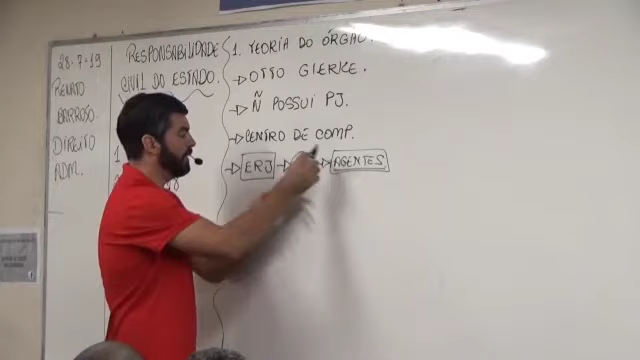 28-7-19
RENATO
BARROSO
DIREITO
ADM.
RESPONSABILIDADE
CIVIL DO ESTADO.
1. TEORIA DO ÓRGÃO.
→ OTTO GIERKE.
→ Ñ POSSUI PJ.
→ CENTRO DE COMP.
→ ERJ → → AGENTES